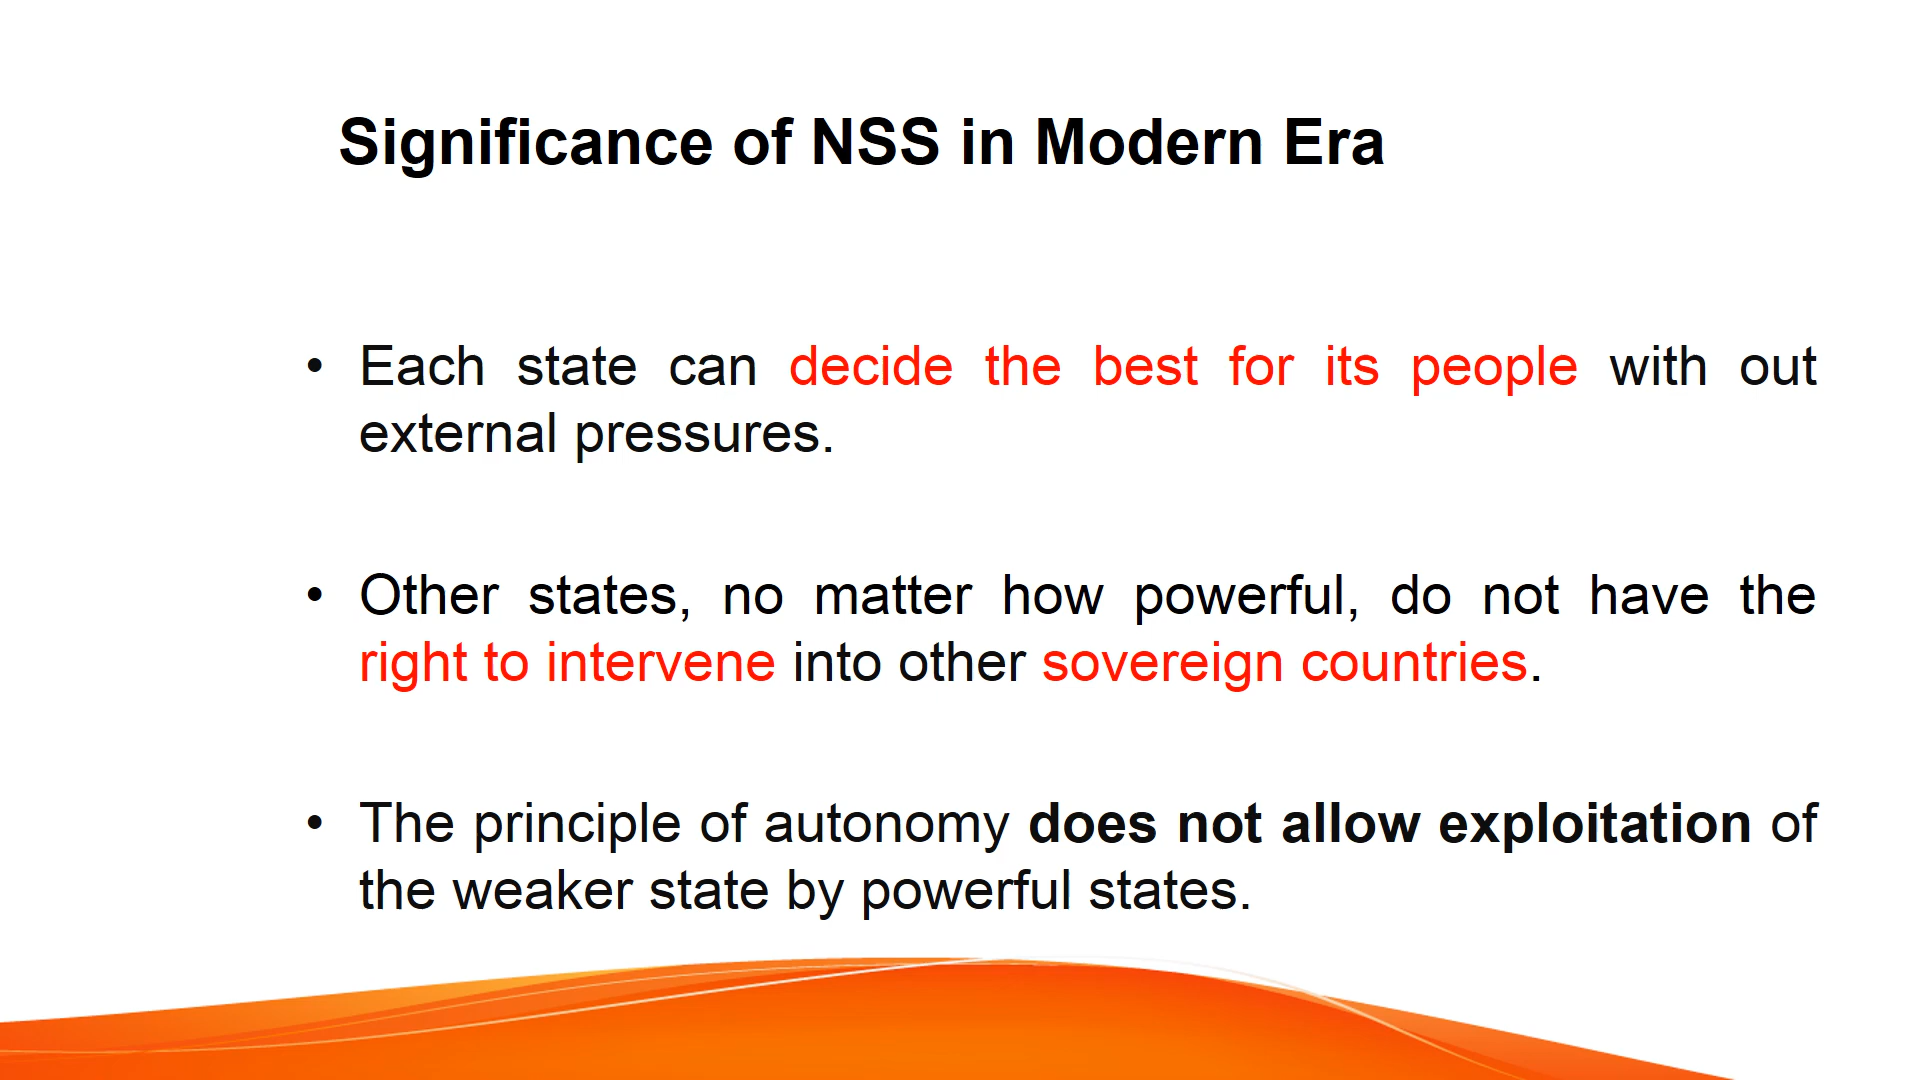 Significance of NSS in Modern Era
• Each state can decide the best for its people with out
external pressures.
• Other states, no matter how powerful, do not have the
right to intervene into other sovereign countries.
• The principle of autonomy does not allow exploitation of
the weaker state by powerful states.